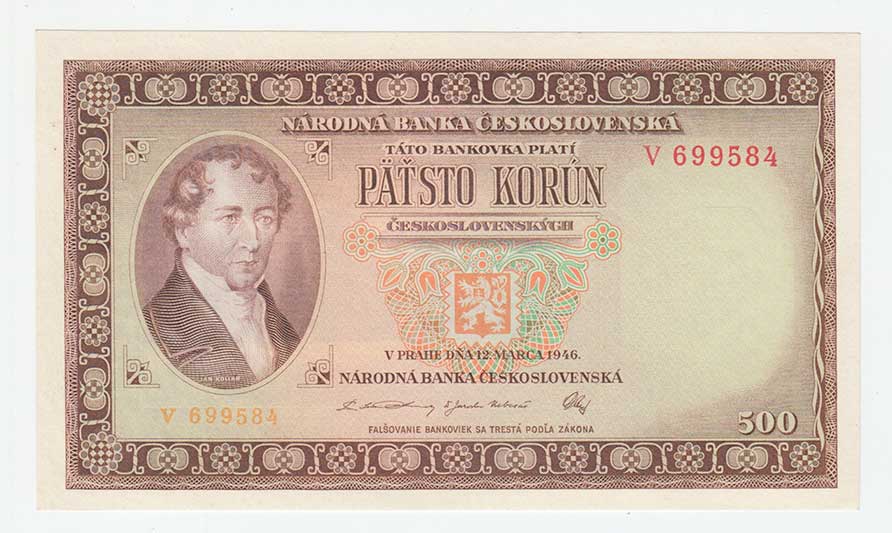 NÁRODNÁ BANKA ČESKOSLOVENSKÁ
TÁTO BANKOVKA PLATÍ
V 699584
PÄŤSTO KORÚN
ČESKOSLOVENSKÝCH
V PRAHE DŇA 12. MARCA 1946.
JÁN KOLLÁR
NÁRODNÁ BANKA ČESKOSLOVENSKÁ
V 699584
500
FALŠOVANIE BANKOVIEK SA TRESTÁ PODĽA ZÁKONA